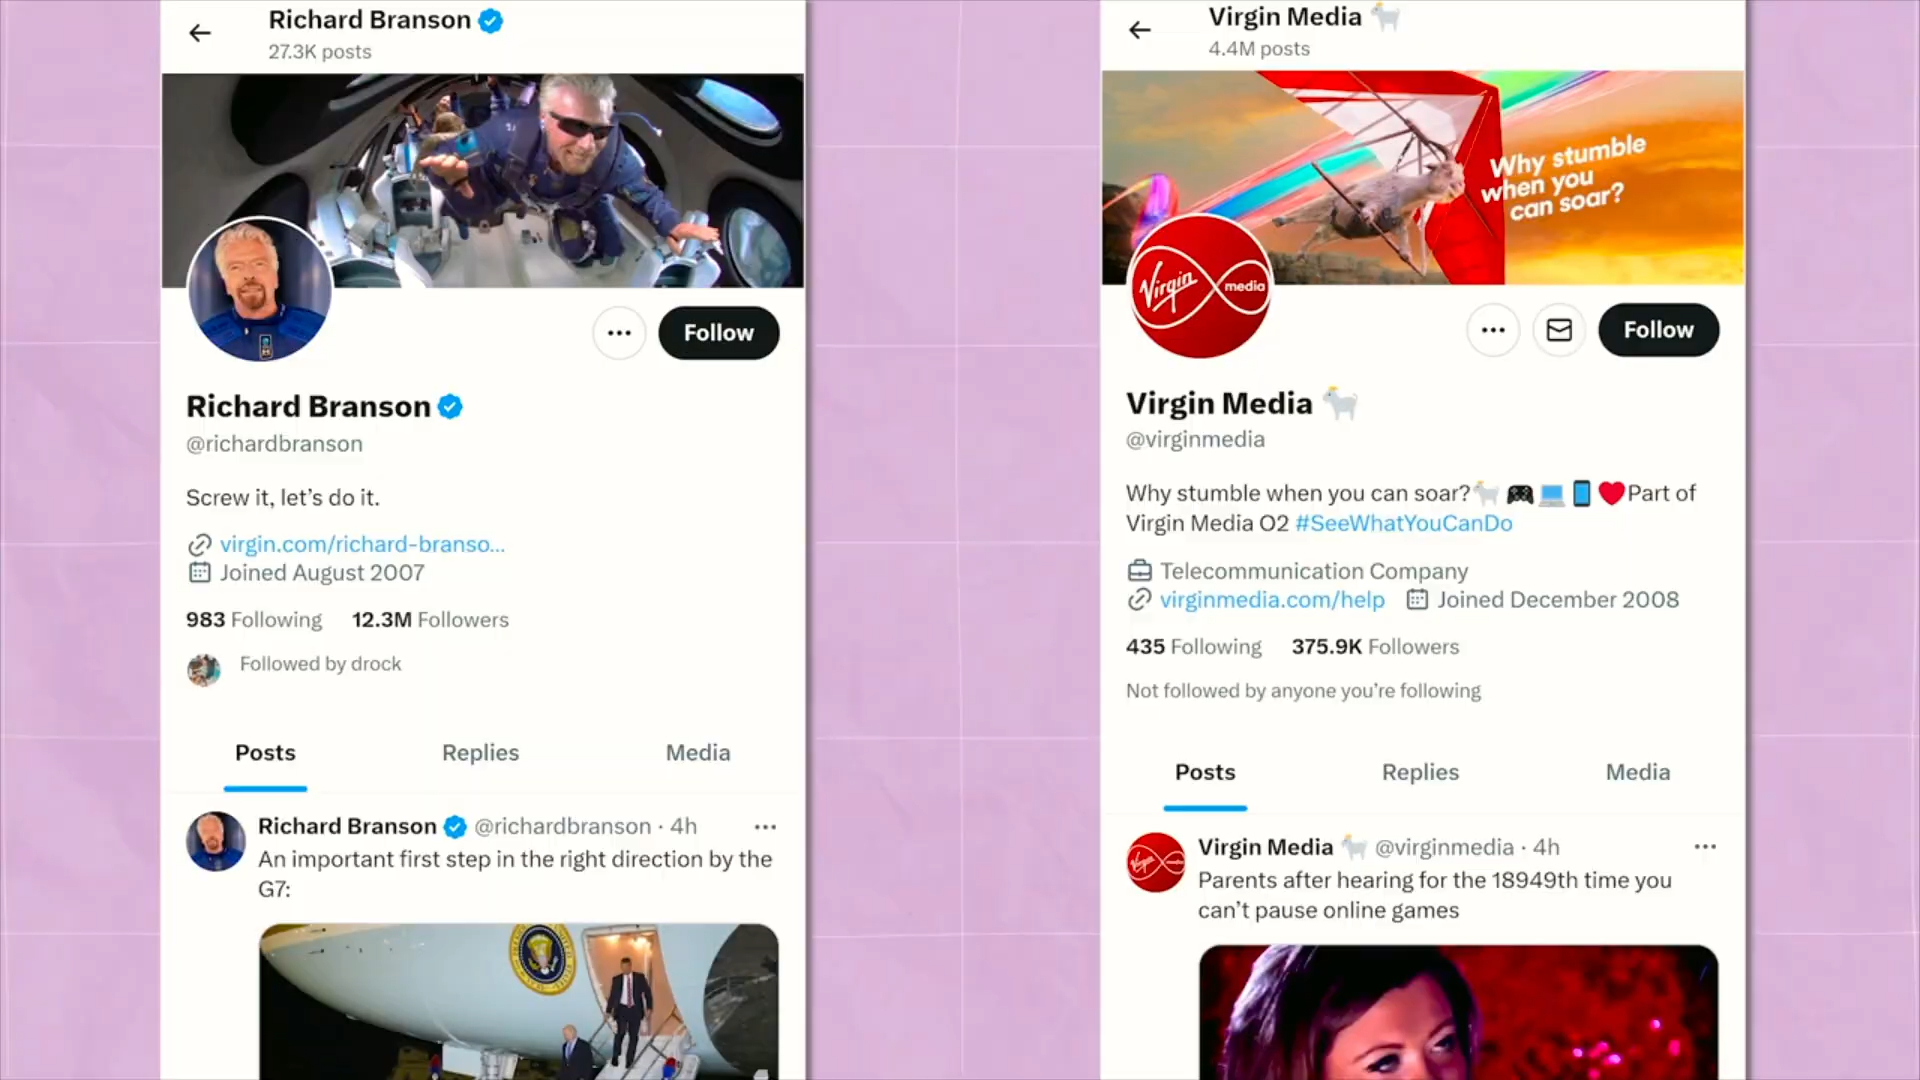 Richard Branson
27.3K posts
Follow
Richard Branson
@richardbranson
Screw it, let's do it.
virgin.com/richard-branso...
Joined August 2007
983 Following 12.3M Followers
Followed by drock
Posts Replies Media
Richard Branson @richardbranson · 4h
An important first step in the right direction by the
G7:
Virgin Media 🐐
4.4M posts
Why stumble
when you
can soar?
Virgin media
Follow
Virgin Media 🐐
@virginmedia
Why stumble when you can soar?🐐 🎮 💻 📱 ❤️Part of
Virgin Media O2 #SeeWhatYouCanDo
Telecommunication Company
virginmedia.com/help Joined December 2008
435 Following 375.9K Followers
Not followed by anyone you're following
Posts Replies Media
Virgin Media 🐐 @virginmedia · 4h
Parents after hearing for the 18949th time you
can't pause online games